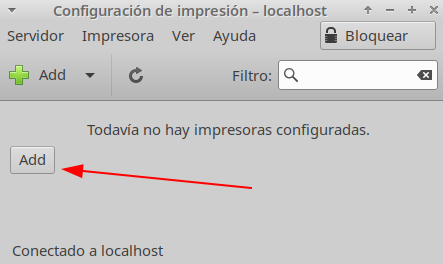 Configuración de impresión – localhost
Servidor Impresora Ver Ayuda Bloquear
Add Filtro:
Todavía no hay impresoras configuradas.
Add
Conectado a localhost